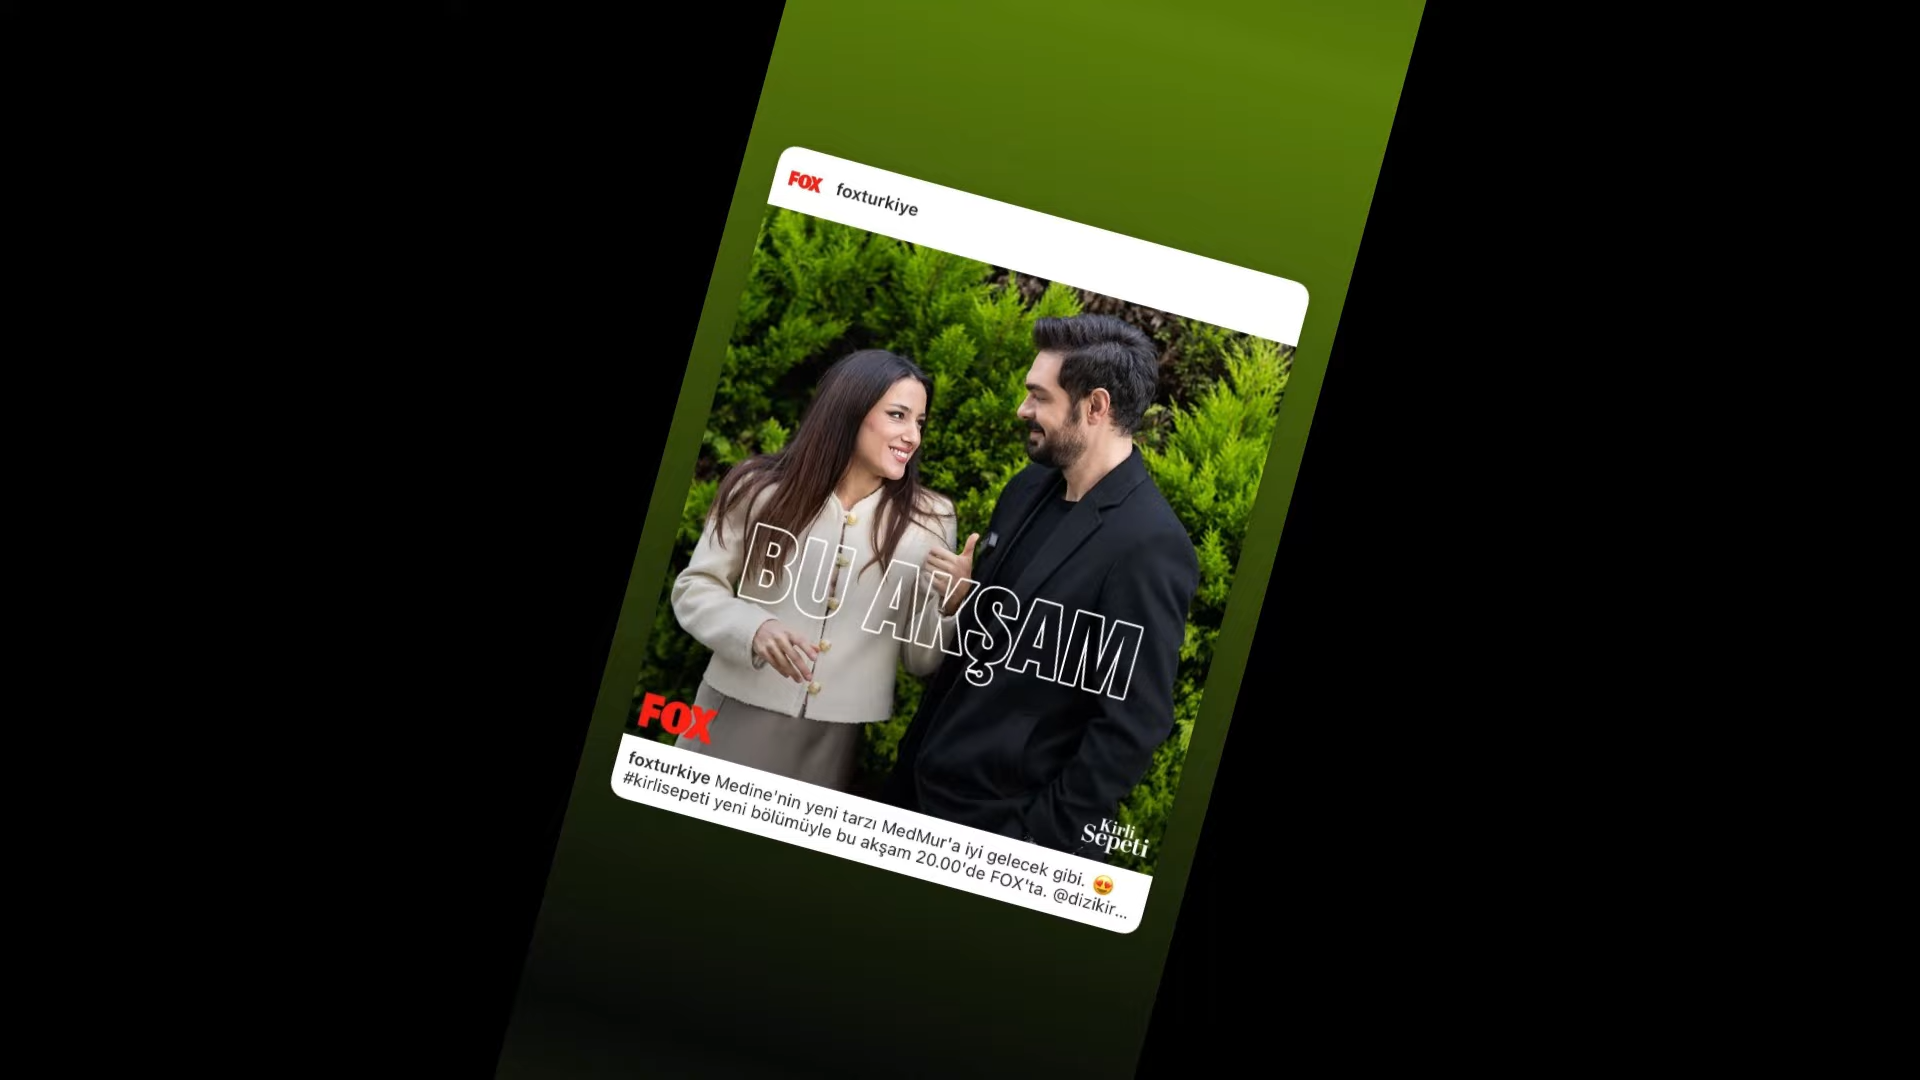 FOX foxturkiye
BU AKŞAM
FOX
Kirli
Sepeti
foxturkiye Medine'nin yeni tarzı MedMur'a iyi gelecek gibi. 😍
#kirlisepeti yeni bölümüyle bu akşam 20.00'de FOX'ta. @dizikir...